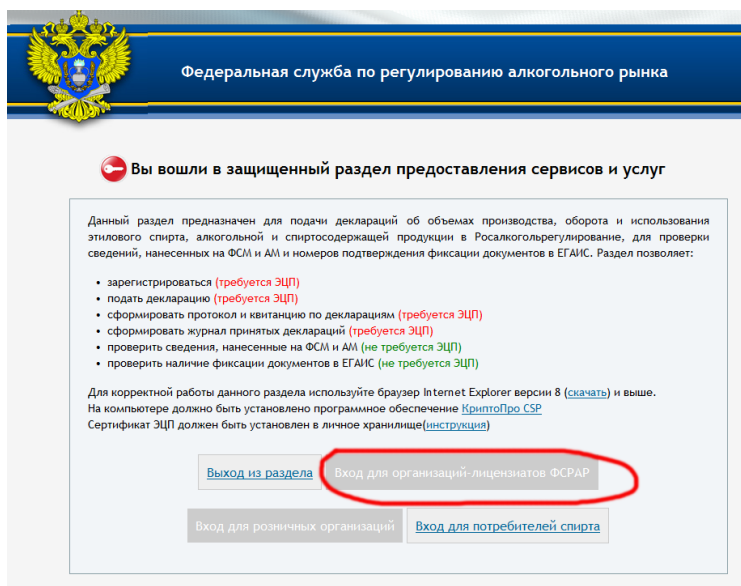 Федеральная служба по регулированию алкогольного рынка
Вы вошли в защищенный раздел предоставления сервисов и услуг
Данный раздел предназначен для подачи деклараций об объемах производства, оборота и использования
этилового спирта, алкогольной и спиртосодержащей продукции в Росалкогольрегулирование, для проверки
сведений, нанесенных на ФСМ и АМ и номеров подтверждения фиксации документов в ЕГАИС. Раздел позволяет:
• зарегистрироваться (требуется ЭЦП)
• подать декларацию (требуется ЭЦП)
• сформировать протокол и квитанцию по декларациям (требуется ЭЦП)
• сформировать журнал принятых деклараций (требуется ЭЦП)
• проверить сведения, нанесенные на ФСМ и АМ (не требуется ЭЦП)
• проверить наличие фиксации документов в ЕГАИС (не требуется ЭЦП)
Для корректной работы данного раздела используйте браузер Internet Explorer версии 8 (скачать) и выше.
На компьютере должно быть установлено программное обеспечение КриптоПро CSP
Сертификат ЭЦП должен быть установлен в личное хранилище(инструкция)
Выход из раздела Вход для организаций-лицензиатов ФСРАР
Вход для розничных организаций Вход для потребителей спирта